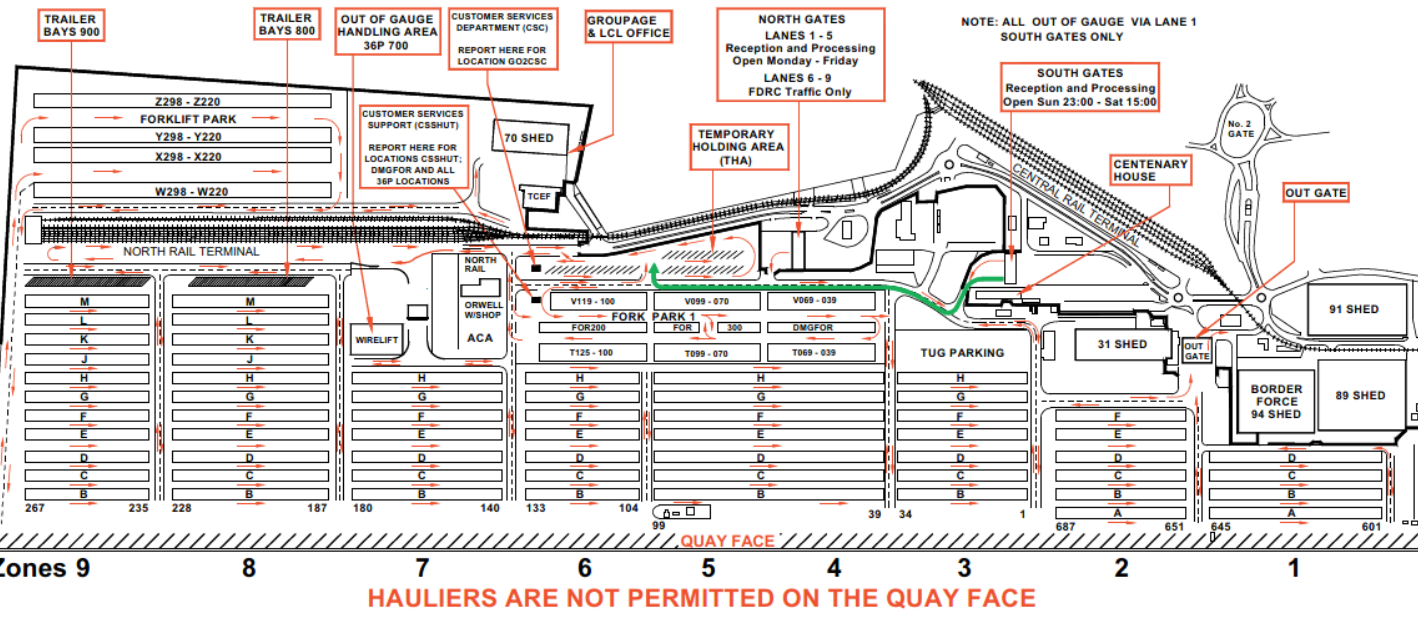 TRAILER
BAYS 900
TRAILER
BAYS 800
OUT OF GAUGE
HANDLING AREA
36P 700
CUSTOMER SERVICES
DEPARTMENT (CSC)
REPORT HERE FOR
LOCATION GO2CSC
GROUPAGE
& LCL OFFICE
NORTH GATES
LANES 1 - 5
Reception and Processing
Open Monday - Friday
LANES 6 - 9
FDRC Traffic Only
NOTE: ALL OUT OF GAUGE VIA LANE 1
SOUTH GATES ONLY
SOUTH GATES
Reception and Processing
Open Sun 23:00 - Sat 15:00
No. 2
GATE
CUSTOMER SERVICES
SUPPORT (CSSHUT)
REPORT HERE FOR
LOCATIONS CSSHUT;
DMGFOR AND ALL
36P LOCATIONS
TEMPORARY
HOLDING AREA
(THA)
CENTENARY
HOUSE
OUT GATE
Z298 - Z220
FORKLIFT PARK
Y298 - Y220
X298 - X220
W298 - W220
70 SHED
TCEF
CENTRAL RAIL TERMINAL
NORTH RAIL TERMINAL
NORTH
RAIL
ORWELL
W/SHOP
ACA
WIRELIFT
V119 - 100
V099 - 070
V069 - 039
FORK PARK 1
FOR200
FOR
300
DMGFOR
T125 - 100
T099 - 070
T069 - 039
TUG PARKING
31 SHED
OUT
GATE
91 SHED
BORDER
FORCE
94 SHED
89 SHED
M M
L L
K K
J J
H H H H H H
G G G G G G
F F F F F F F
E E E E E E E
D D D D D D D D
C C C C C C C C
B B B B B B B B
A A
267 235 228 187 180 140 133 104 99 39 34 1 687 651 645 601
QUAY FACE
Zones 9 8 7 6 5 4 3 2 1
HAULIERS ARE NOT PERMITTED ON THE QUAY FACE